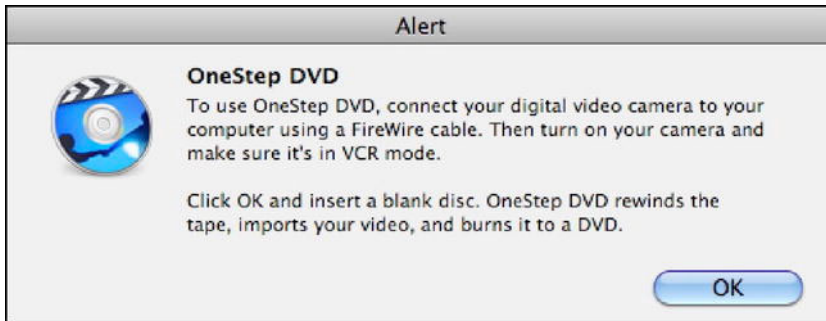 Alert
OneStep DVD
To use OneStep DVD, connect your digital video camera to your
computer using a FireWire cable. Then turn on your camera and
make sure it's in VCR mode.
Click OK and insert a blank disc. OneStep DVD rewinds the
tape, imports your video, and burns it to a DVD.
OK